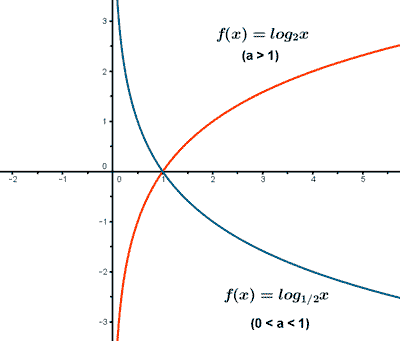 3
f(x) = log₂x
(a > 1)
2
1
0
-2 -1 0 1 2 3 4 5
-1
-2
f(x) = log₁/₂x
(0 < a < 1)
-3